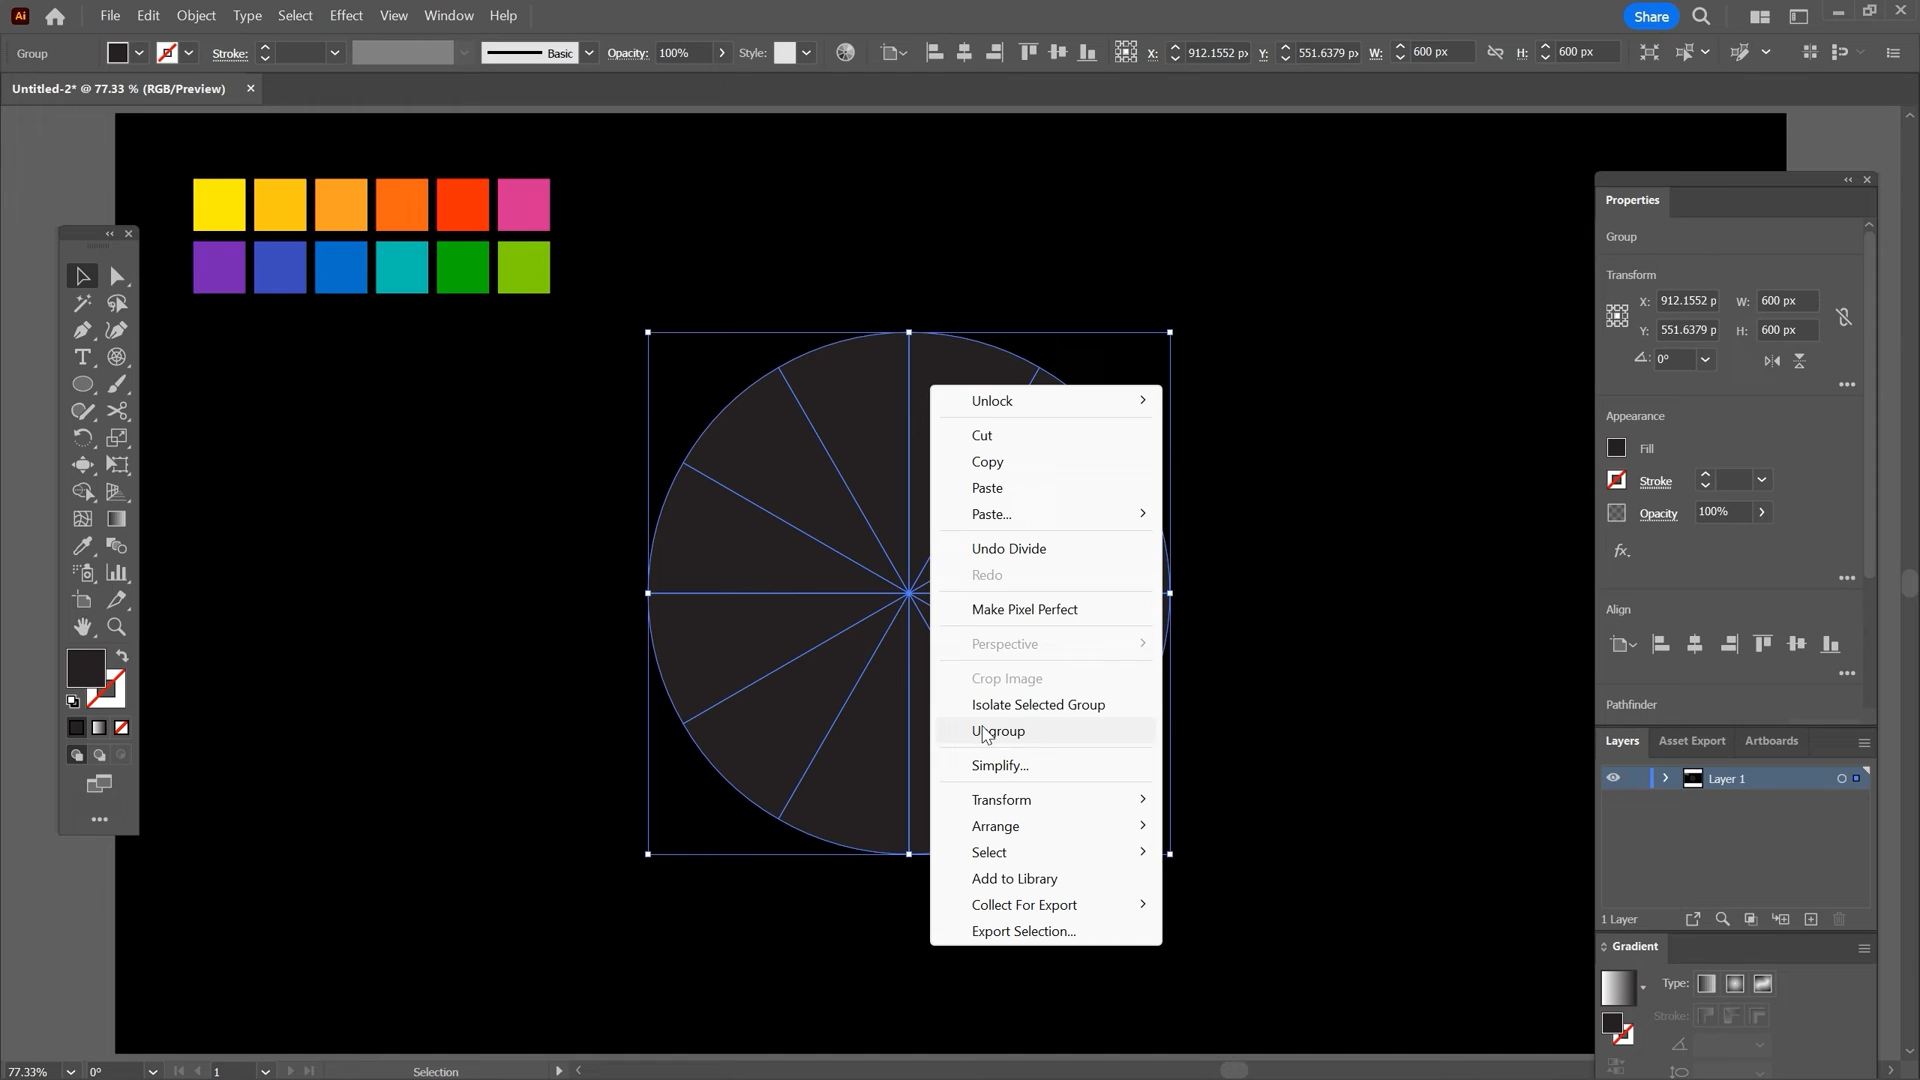 Ai File Edit Object Type Select Effect View Window Help Share
Group Stroke: Basic Opacity: 100% Style: X: 912.1552 px Y: 551.6379 px W: 600 px H: 600 px
Untitled-2* @ 77.33 % (RGB/Preview)
Properties
Group
Transform
X: 912.1552 p W: 600 px
Y: 551.6379 p H: 600 px
0°
Appearance
Fill
Stroke
Opacity 100%
fx.
Align
Pathfinder
Unlock
Cut
Copy
Paste
Paste...
Undo Divide
Redo
Make Pixel Perfect
Perspective
Crop Image
Isolate Selected Group
Ungroup
Simplify...
Transform
Arrange
Select
Add to Library
Collect For Export
Export Selection...
Layers Asset Export Artboards
Layer 1
1 Layer
Gradient
Type:
Stroke:
77.33% 0° 1 Selection